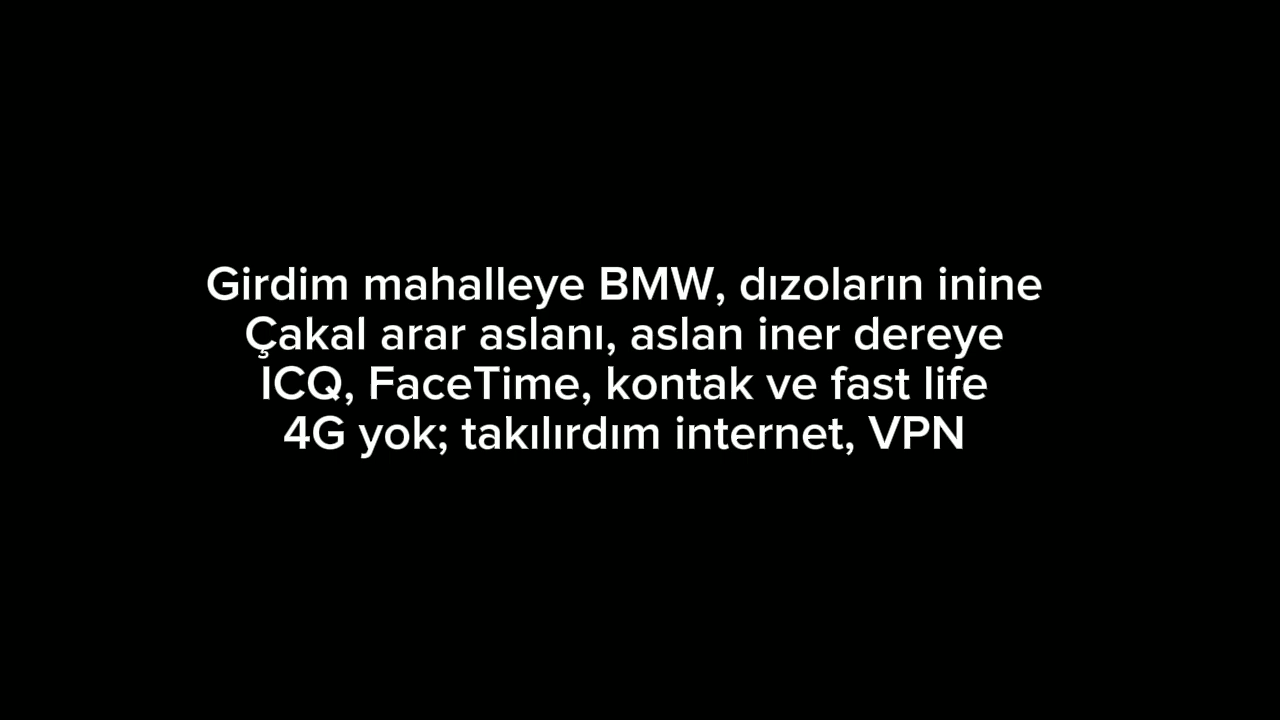 Girdim mahalleye BMW, dızoların inine
Çakal arar aslanı, aslan iner dereye
ICQ, FaceTime, kontak ve fast life
4G yok; takılırdım internet, VPN